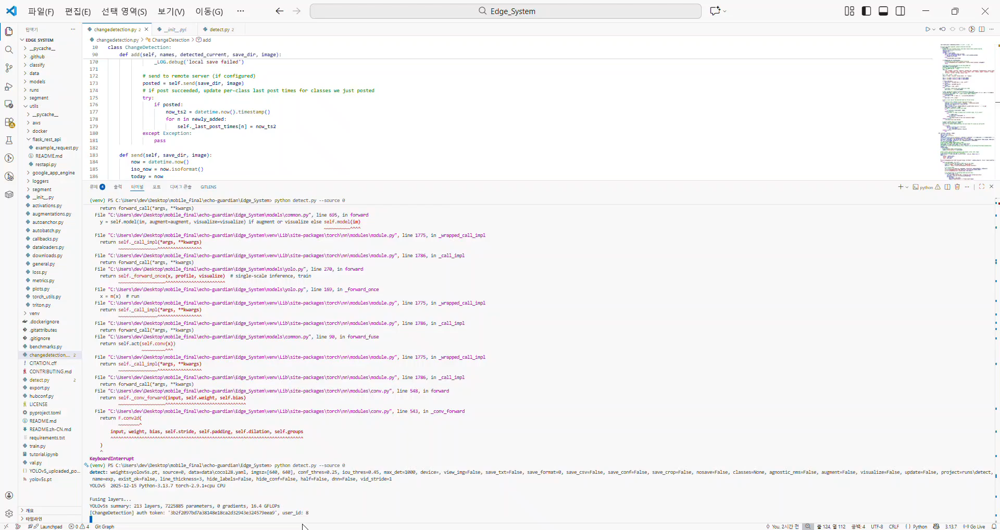 파일(F) 편집(E) 선택 영역(S) 보기(V) 이동(G) ··· Edge_System
탐색기 ···
EDGE SYSTEM
__pycache__
.github
classify
data
models
runs
segment
utils
__pycache__
aws
docker
flask_rest_api
example_request.py
README.md
restapi.py
google_app_engine
loggers
segment
__init__.py
activations.py
augmentations.py
autoanchor.py
autobatch.py
callbacks.py
dataloaders.py
downloads.py
general.py
loss.py
metrics.py
plots.py
torch_utils.py
triton.py
venv
.dockerignore
.gitattributes
.gitignore
benchmarks.py
changedetection.... 2
CITATION.cff
CONTRIBUTING.md
detect.py 2
export.py
hubconf.py
LICENSE
pyproject.toml
README.md
README.zh-CN.md
requirements.txt
train.py
tutorial.ipynb
val.py
YOLOv5_uploaded_po...
yolov5s.pt
개요
타임라인
changedetection.py 2 __init__.pyi detect.py 2
changedetection.py > ChangeDetection > add
10 class ChangeDetection:
90 def add(self, names, detected_current, save_dir, image):
170 _LOG.debug('local save failed')
171
172 # send to remote server (if configured)
173 posted = self.send(save_dir, image)
174 # if post succeeded, update per-class last post times for classes we just posted
175 try:
176 if posted:
177 now_ts2 = datetime.now().timestamp()
178 for n in newly_added:
179 self._last_post_times[n] = now_ts2
180 except Exception:
181 pass
182
183 def send(self, save_dir, image):
184 now = datetime.now()
185 iso_now = now.isoformat()
186 today = now
문제 4 출력 터미널 포트 디버그 콘솔 GITLENS python
(venv) PS C:\Users\dev\Desktop\mobile_final\echo-guardian\Edge_System> python detect.py --source 0
return forward_call(*args, **kwargs)
File "C:\Users\dev\Desktop\mobile_final\echo-guardian\Edge_System\models\common.py", line 695, in forward
y = self.model(im, augment=augment, visualize=visualize) if augment or visualize else self.model(im)
~~~~~~~~~~^^^^
File "C:\Users\dev\Desktop\mobile_final\echo-guardian\Edge_System\venv\Lib\site-packages\torch\nn\modules\module.py", line 1775, in _wrapped_call_impl
return self._call_impl(*args, **kwargs)
~~~~~~~~~~~~~~~^^^^^^^^^^^^^^^^^
File "C:\Users\dev\Desktop\mobile_final\echo-guardian\Edge_System\venv\Lib\site-packages\torch\nn\modules\module.py", line 1786, in _call_impl
return forward_call(*args, **kwargs)
File "C:\Users\dev\Desktop\mobile_final\echo-guardian\Edge_System\models\yolo.py", line 270, in forward
return self._forward_once(x, profile, visualize)  # single-scale inference, train
~~~~~~~~~~~~~~~~~~^^^^^^^^^^^^^^^^^^^^^^^
File "C:\Users\dev\Desktop\mobile_final\echo-guardian\Edge_System\models\yolo.py", line 169, in _forward_once
x = m(x)  # run
File "C:\Users\dev\Desktop\mobile_final\echo-guardian\Edge_System\venv\Lib\site-packages\torch\nn\modules\module.py", line 1775, in _wrapped_call_impl
return self._call_impl(*args, **kwargs)
~~~~~~~~~~~~~~~^^^^^^^^^^^^^^^^^
File "C:\Users\dev\Desktop\mobile_final\echo-guardian\Edge_System\venv\Lib\site-packages\torch\nn\modules\module.py", line 1786, in _call_impl
return forward_call(*args, **kwargs)
File "C:\Users\dev\Desktop\mobile_final\echo-guardian\Edge_System\models\common.py", line 90, in forward_fuse
return self.act(self.conv(x))
~~~~~~~~~^^^
File "C:\Users\dev\Desktop\mobile_final\echo-guardian\Edge_System\venv\Lib\site-packages\torch\nn\modules\module.py", line 1775, in _wrapped_call_impl
return self._call_impl(*args, **kwargs)
~~~~~~~~~~~~~~~^^^^^^^^^^^^^^^^^
File "C:\Users\dev\Desktop\mobile_final\echo-guardian\Edge_System\venv\Lib\site-packages\torch\nn\modules\module.py", line 1786, in _call_impl
return forward_call(*args, **kwargs)
File "C:\Users\dev\Desktop\mobile_final\echo-guardian\Edge_System\venv\Lib\site-packages\torch\nn\modules\conv.py", line 548, in forward
return self._conv_forward(input, self.weight, self.bias)
~~~~~~~~~~~~~~~~~~^^^^^^^^^^^^^^^^^^^^^^^^^^^^^^^
File "C:\Users\dev\Desktop\mobile_final\echo-guardian\Edge_System\venv\Lib\site-packages\torch\nn\modules\conv.py", line 543, in _conv_forward
return F.conv2d(
~~~~~~~~^
input, weight, bias, self.stride, self.padding, self.dilation, self.groups
^^^^^^^^^^^^^^^^^^^^^^^^^^^^^^^^^^^^^^^^^^^^^^^^^^^^^^^^^^^^^^^^^^^^^^^^^^
)
^
KeyboardInterrupt
(venv) PS C:\Users\dev\Desktop\mobile_final\echo-guardian\Edge_System> python detect.py --source 0
detect: weights=yolov5s.pt, source=0, data=data\coco128.yaml, imgsz=[640, 640], conf_thres=0.25, iou_thres=0.45, max_det=1000, device=, view_img=False, save_txt=False, save_format=0, save_csv=False, save_conf=False, save_crop=False, nosave=False, classes=None, agnostic_nms=False, augment=False, visualize=False, update=False, project=runs\detect,
name=exp, exist_ok=False, line_thickness=3, hide_labels=False, hide_conf=False, half=False, dnn=False, vid_stride=1
YOLOv5  2025-12-15 Python-3.13.7 torch-2.9.1+cpu CPU
Fusing layers...
YOLOv5s summary: 213 layers, 7225885 parameters, 0 gradients, 16.4 GFLOPs
[ChangeDetection] auth token: '3b2f2097bd7a38148e18ca2d32943e324579eea9', user_id: 8
Launchpad 0 4 Git Graph You, 2시간 전 줄 124, 열 112 공백: 4 UTF-8 CRLF Python 3.13.7 Go Live